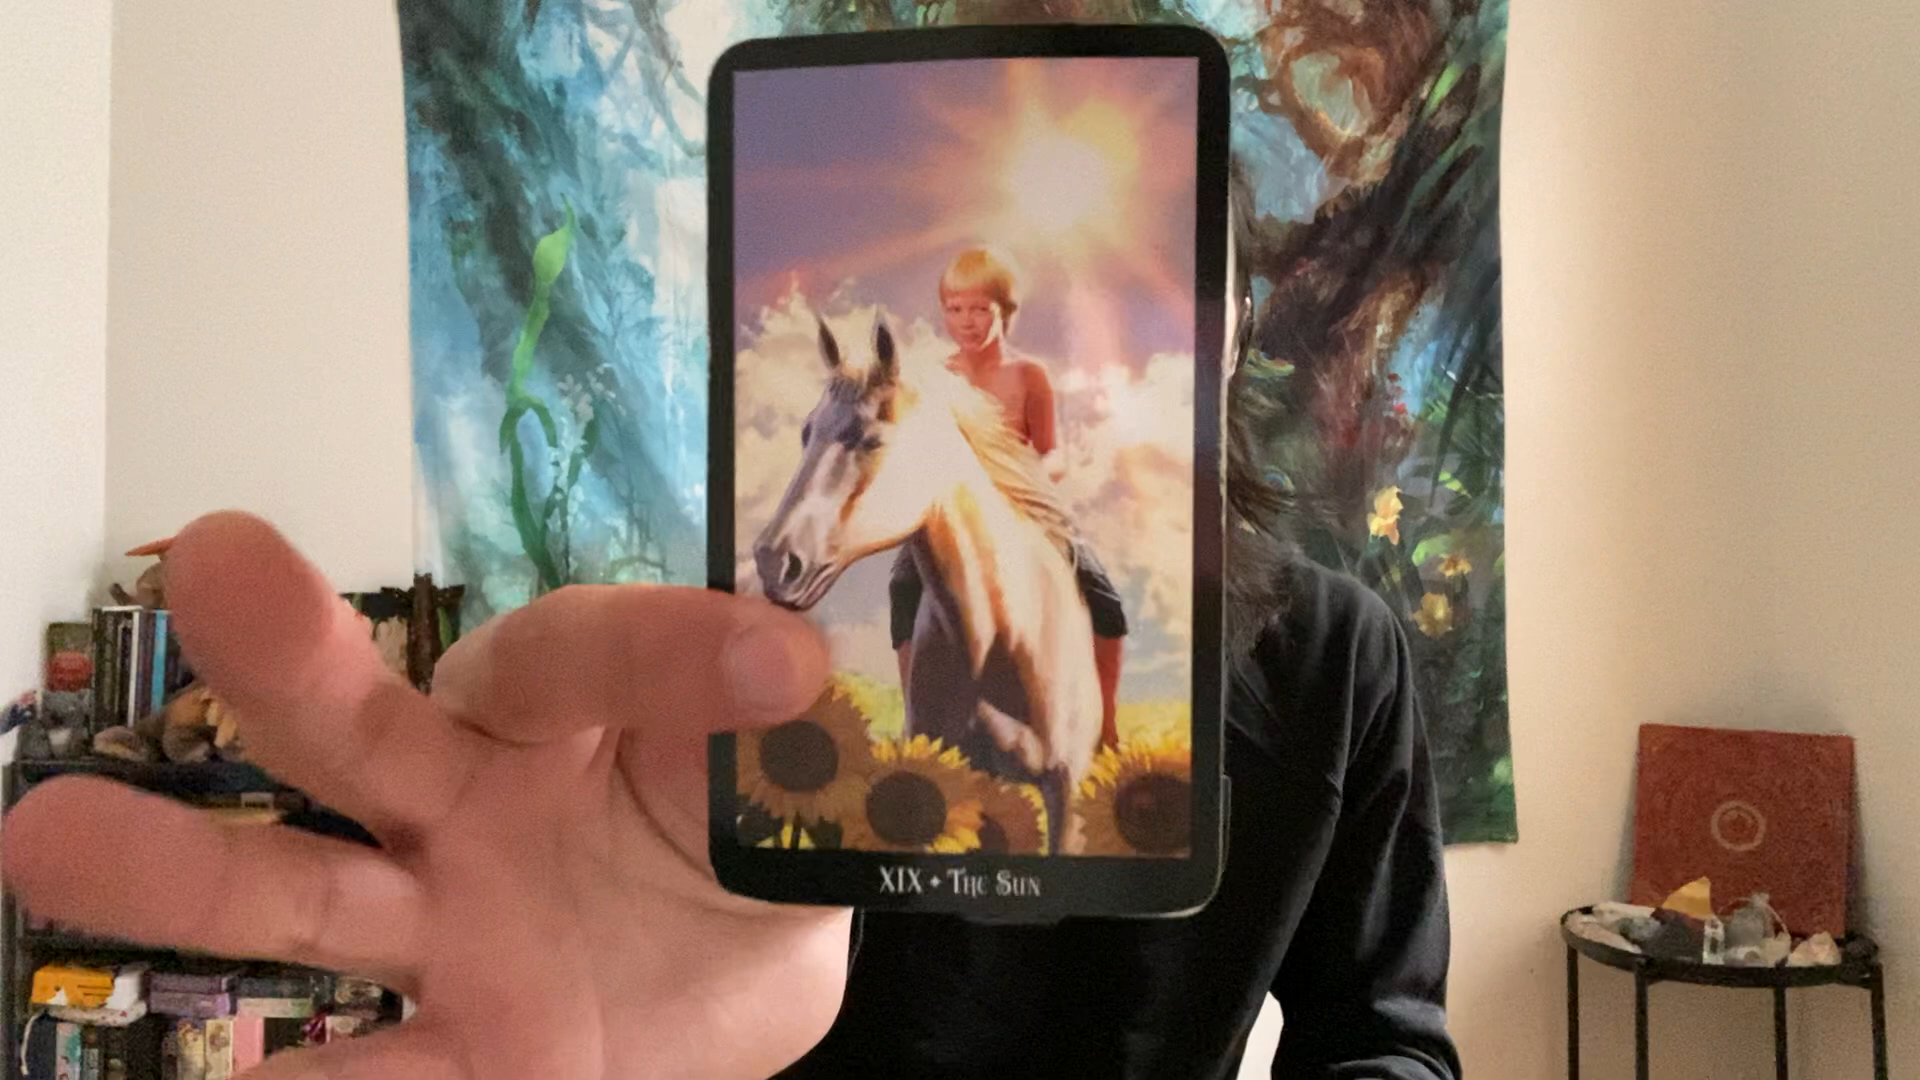 XIX ✦ The Sun